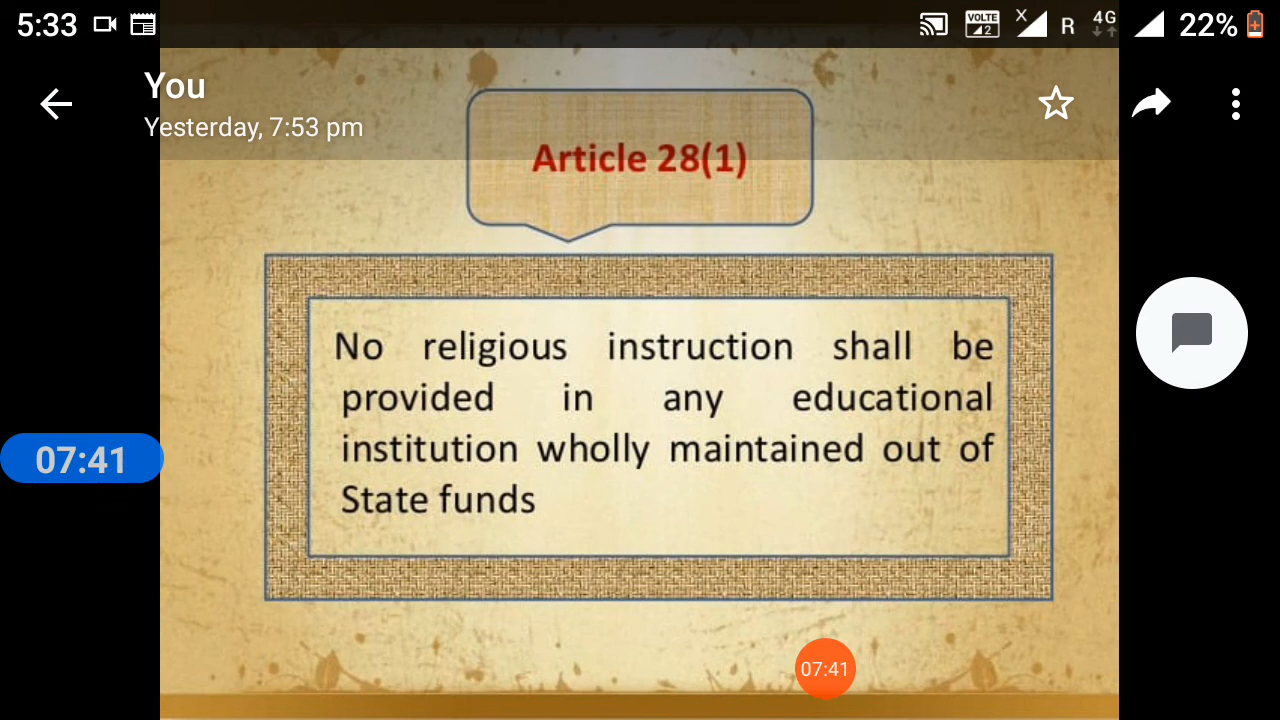 5:33
VOLTE 2 X R 4G 22%
You
Yesterday, 7:53 pm
Article 28(1)
No religious instruction shall be
provided in any educational
institution wholly maintained out of
State funds
07:41
07:41